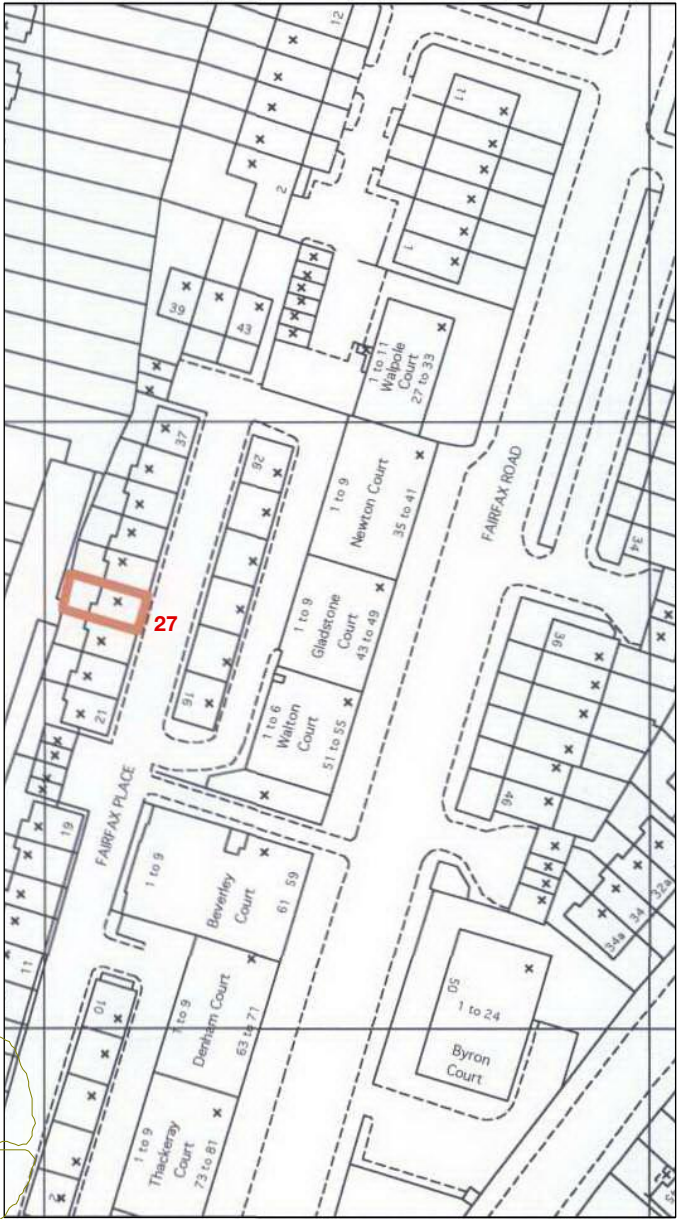 12
11
2
1
39
43
1 to 11
Walpole
Court
27 to 33
37
26
1 to 9
Newton Court
35 to 41
FAIRFAX ROAD
34
27
1 to 9
Gladstone
Court
43 to 49
36
21
16
1 to 6
Walton
Court
51 to 55
46
FAIRFAX PLACE
19
1 to 9
Beverley
Court
61 59
32a
34
34a
11
10
1 to 9
Denham Court
63 to 71
50
1 to 24
Byron
Court
1 to 9
Thackeray
Court
73 to 81
2